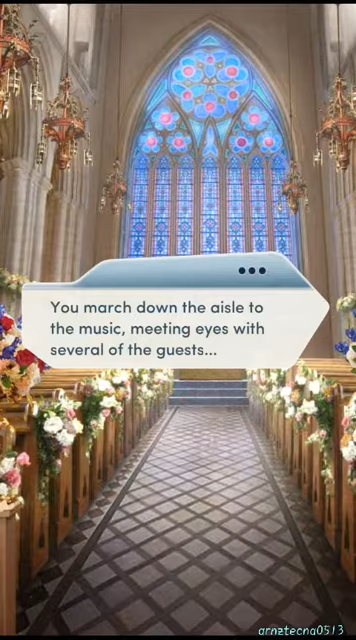 You march down the aisle to
the music, meeting eyes with
several of the guests...
arnatecna0513